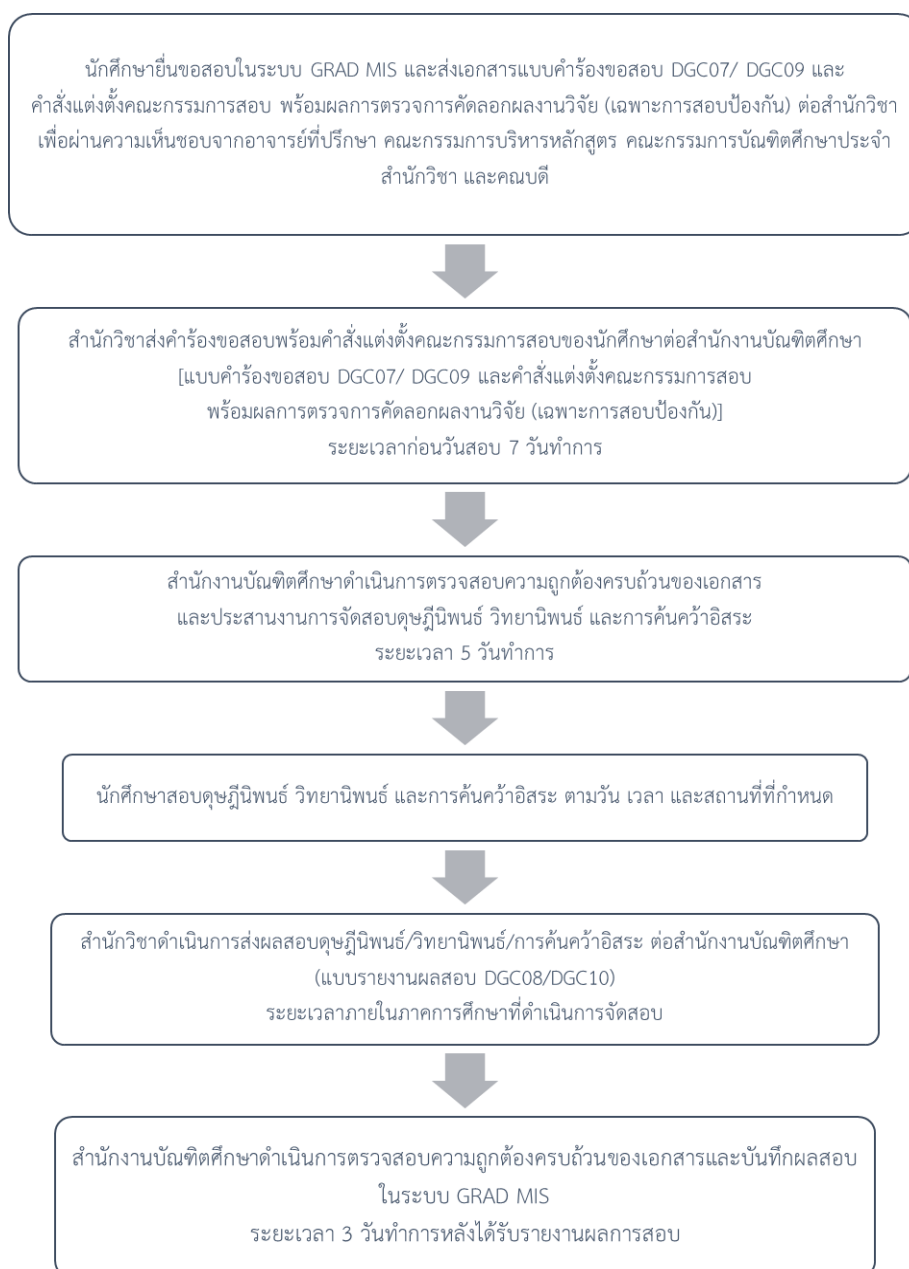 นักศึกษายื่นขอสอบในระบบ GRAD MIS และส่งเอกสารแบบคำร้องขอสอบ DGC07/ DGC09 และ
คำสั่งแต่งตั้งคณะกรรมการสอบ พร้อมผลการตรวจการคัดลอกผลงานวิจัย (เฉพาะการสอบป้องกัน) ต่อสำนักวิชา
เพื่อผ่านความเห็นชอบจากอาจารย์ที่ปรึกษา คณะกรรมการบริหารหลักสูตร คณะกรรมการบัณฑิตศึกษาประจำ
สำนักวิชา และคณบดี
สำนักวิชาส่งคำร้องขอสอบพร้อมคำสั่งแต่งตั้งคณะกรรมการสอบของนักศึกษาต่อสำนักงานบัณฑิตศึกษา
[แบบคำร้องขอสอบ DGC07/ DGC09 และคำสั่งแต่งตั้งคณะกรรมการสอบ
พร้อมผลการตรวจการคัดลอกผลงานวิจัย (เฉพาะการสอบป้องกัน)]
ระยะเวลาก่อนวันสอบ 7 วันทำการ
สำนักงานบัณฑิตศึกษาดำเนินการตรวจสอบความถูกต้องครบถ้วนของเอกสาร
และประสานงานการจัดสอบดุษฎีนิพนธ์ วิทยานิพนธ์ และการค้นคว้าอิสระ
ระยะเวลา 5 วันทำการ
นักศึกษาสอบดุษฎีนิพนธ์ วิทยานิพนธ์ และการค้นคว้าอิสระ ตามวัน เวลา และสถานที่ที่กำหนด
สำนักวิชาดำเนินการส่งผลสอบดุษฎีนิพนธ์/วิทยานิพนธ์/การค้นคว้าอิสระ ต่อสำนักงานบัณฑิตศึกษา
(แบบรายงานผลสอบ DGC08/DGC10)
ระยะเวลาภายในภาคการศึกษาที่ดำเนินการจัดสอบ
สำนักงานบัณฑิตศึกษาดำเนินการตรวจสอบความถูกต้องครบถ้วนของเอกสารและบันทึกผลสอบ
ในระบบ GRAD MIS
ระยะเวลา 3 วันทำการหลังได้รับรายงานผลการสอบ